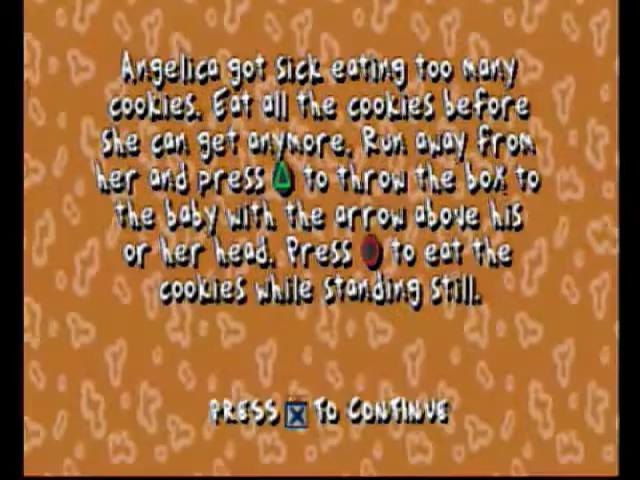 Angelica got sick eating too many
cookies. Eat all the cookies before
she can get anymore. Run away from
her and press △ to throw the box to
the baby with the arrow above his
or her head. Press ○ to eat the
cookies while standing still.
PRESS X TO CONTINUE